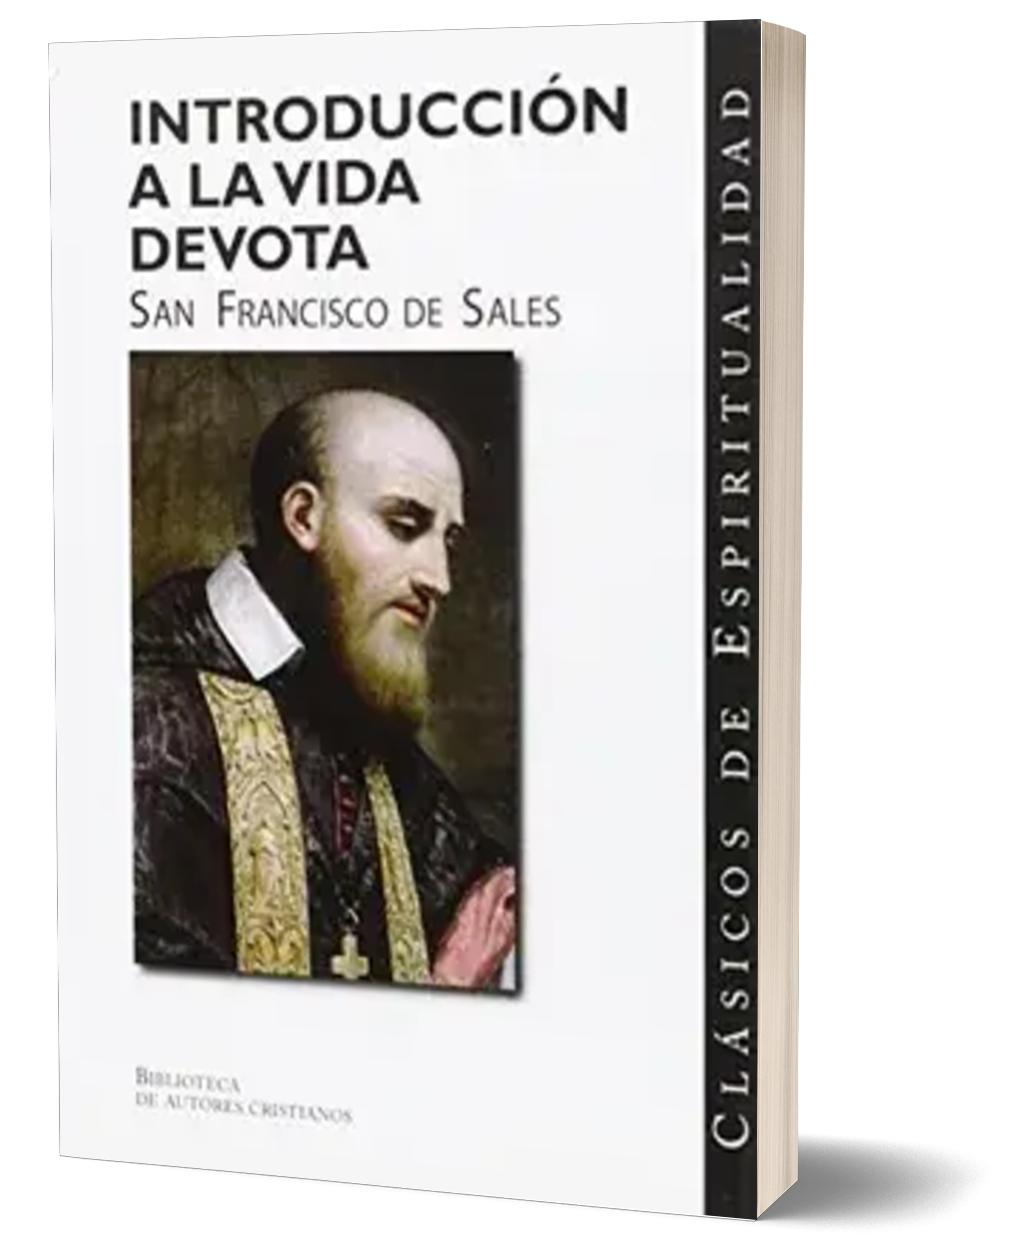 INTRODUCCIÓN
A LA VIDA
DEVOTA
SAN FRANCISCO DE SALES
BIBLIOTECA
DE AUTORES CRISTIANOS
CLÁSICOS DE ESPIRITUALIDAD